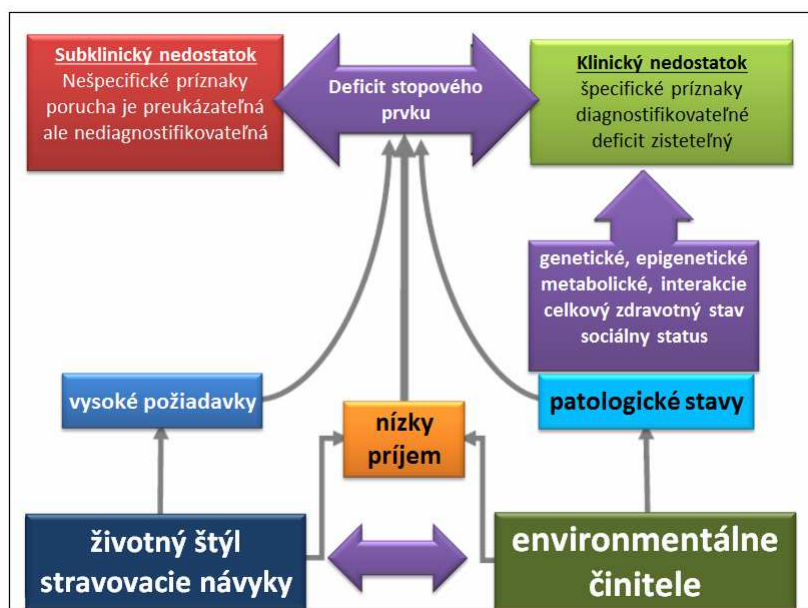 Subklinický nedostatok
Nešpecifické príznaky
porucha je preukázateľná
ale nediagnostifikovateľná
Deficit stopového
prvku
Klinický nedostatok
špecifické príznaky
diagnostifikovateľné
deficit zisteteľný
genetické, epigenetické
metabolické, interakcie
celkový zdravotný stav
sociálny status
vysoké požiadavky
nízky
príjem
patologické stavy
životný štýl
stravovacie návyky
environmentálne
činitele